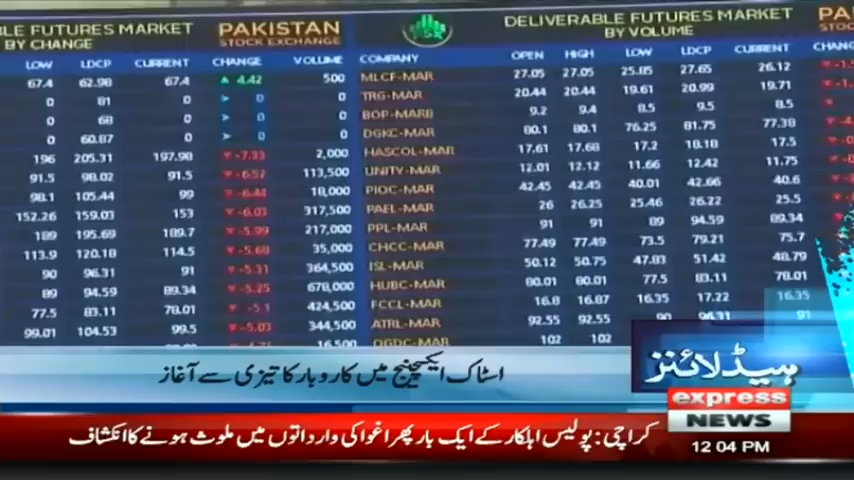 LE FUTURES MARKET
BY CHANGE
PAKISTAN
STOCK EXCHANGE
DELIVERABLE FUTURES MARKET
BY VOLUME
PA
STOCK
LOW LDCP CURRENT CHANGE VOLUME COMPANY OPEN HIGH LOW LDCP CURRENT CHANG
67.4 62.98 67.4 4.42 500 MLCF-MAR 27.05 27.05 25.85 27.65 26.12
0 81 0 0 0 TRG-MAR 20.44 20.44 19.61 20.99 19.71
0 68 0 0 0 BOP-MARB 9.2 9.4 8.5 9.5 8.5
0 60.87 0 0 0 DGKC-MAR 80.1 80.1 76.25 81.75 77.38
196 205.31 197.98 -7.33 2,000 HASCOL-MAR 17.61 17.68 17.2 18.18 17.5
91.5 98.02 91.5 -6.52 113,500 UNITY-MAR 12.01 12.12 11.66 12.42 11.75
98.1 105.44 99 -6.44 18,000 PIOC-MAR 42.45 42.45 40.01 42.66 40.6
152.26 159.03 153 -6.03 317,500 PAEL-MAR 26 26.25 25.46 26.22 25.5
189 195.69 189.7 -5.99 217,000 PPL-MAR 91 91 89 94.59 89.34
113.9 120.18 114.5 -5.68 35,000 CHCC-MAR 77.49 77.49 73.5 79.21 75.7
90 96.31 91 -5.31 364,500 ISL-MAR 50.12 50.75 47.83 51.42 48.79
89 94.59 89.34 -5.25 678,000 HUBC-MAR 80.01 80.01 77.5 83.11 78.01
77.5 83.11 78.01 -5.1 424,500 FCCL-MAR 16.8 16.87 16.35 17.22 16.35
99.01 104.53 99.5 -5.03 344,500 ATRL-MAR 92.55 92.55 90 96.31 91
16,500 OGDC-MAR 102 102
اسٹاک ایکسچینج میں کاروبار کا تیزی سے آغاز
ہیڈلائنز
express
NEWS
کراچی : پولیس اہلکار کے ایک بار پھر اغوا کی وارداتوں میں ملوث ہونے کا انکشاف
12:04 PM